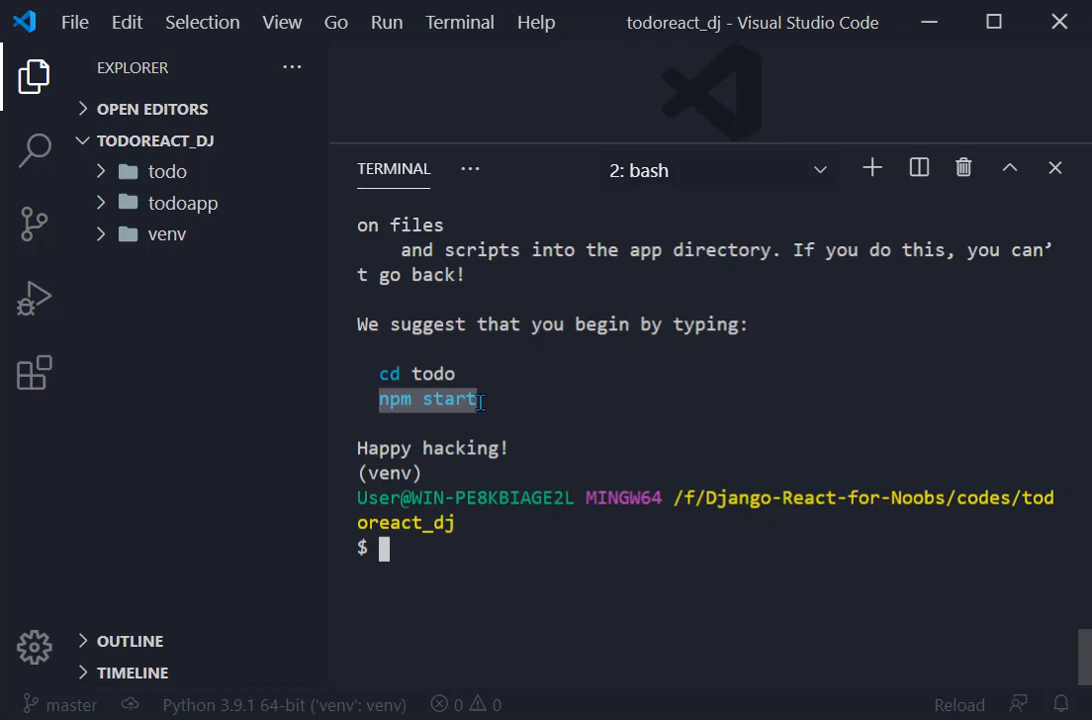 File Edit Selection View Go Run Terminal Help todoreact_dj - Visual Studio Code
EXPLORER
OPEN EDITORS
TODOREACT_DJ
todo
todoapp
venv
OUTLINE
TIMELINE
TERMINAL 2: bash
on files
and scripts into the app directory. If you do this, you can’
t go back!
We suggest that you begin by typing:
cd todo
npm start
Happy hacking!
(venv)
User@WIN-PE8KBIAGE2L MINGW64 /f/Django-React-for-Noobs/codes/tod
oreact_dj
$
master Python 3.9.1 64-bit ('venv': venv) 0 0 Reload